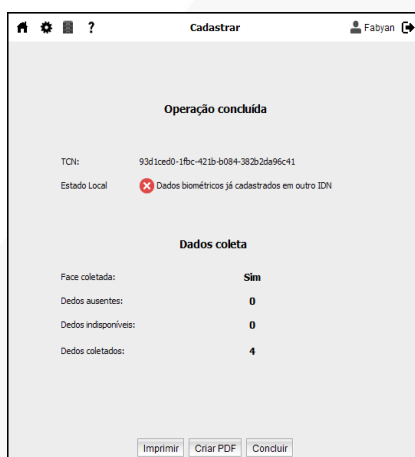 ? Cadastrar Fabyan
Operação concluída
TCN: 93d1ced0-1fbc-421b-b084-382b2da96c41
Estado Local Dados biométricos já cadastrados em outro IDN
Dados coleta
Face coletada: Sim
Dedos ausentes: 0
Dedos indisponíveis: 0
Dedos coletados: 4
Imprimir Criar PDF Concluir